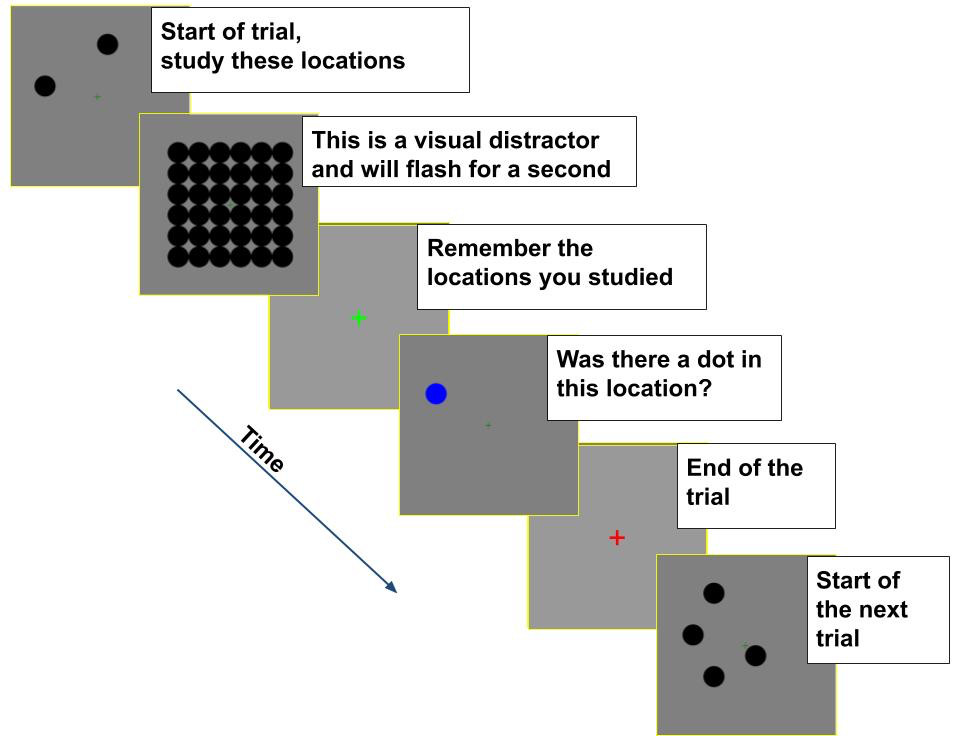 Start of trial,
study these locations
This is a visual distractor
and will flash for a second
Remember the
locations you studied
Was there a dot in
this location?
Time
End of the
trial
Start of
the next
trial